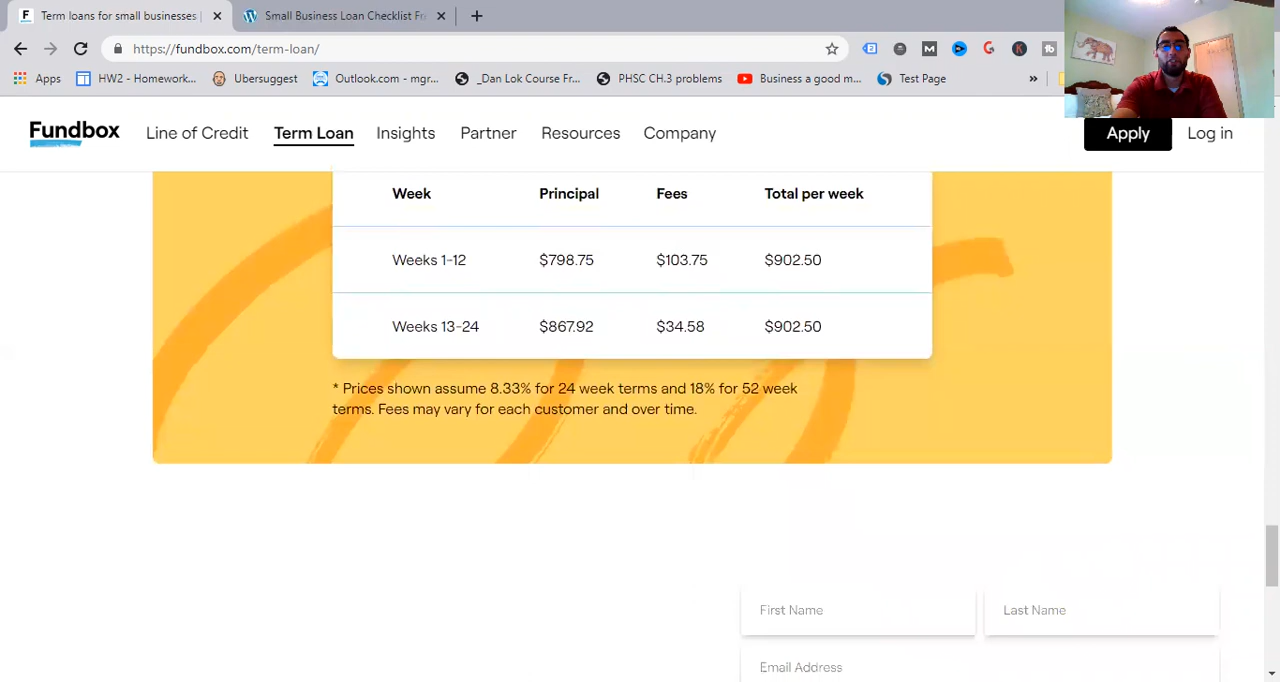 F Term loans for small businesses
Small Business Loan Checklist Fr
https://fundbox.com/term-loan/
Apps
HW2 - Homework...
Ubersuggest
Outlook.com - mgr...
_Dan Lok Course Fr...
PHSC CH.3 problems
Business a good m...
Test Page
»
Fundbox
Line of Credit
Term Loan
Insights
Partner
Resources
Company
Apply
Log in
Week Principal Fees Total per week
Weeks 1-12 $798.75 $103.75 $902.50
Weeks 13-24 $867.92 $34.58 $902.50
* Prices shown assume 8.33% for 24 week terms and 18% for 52 week
terms. Fees may vary for each customer and over time.
First Name
Last Name
Email Address